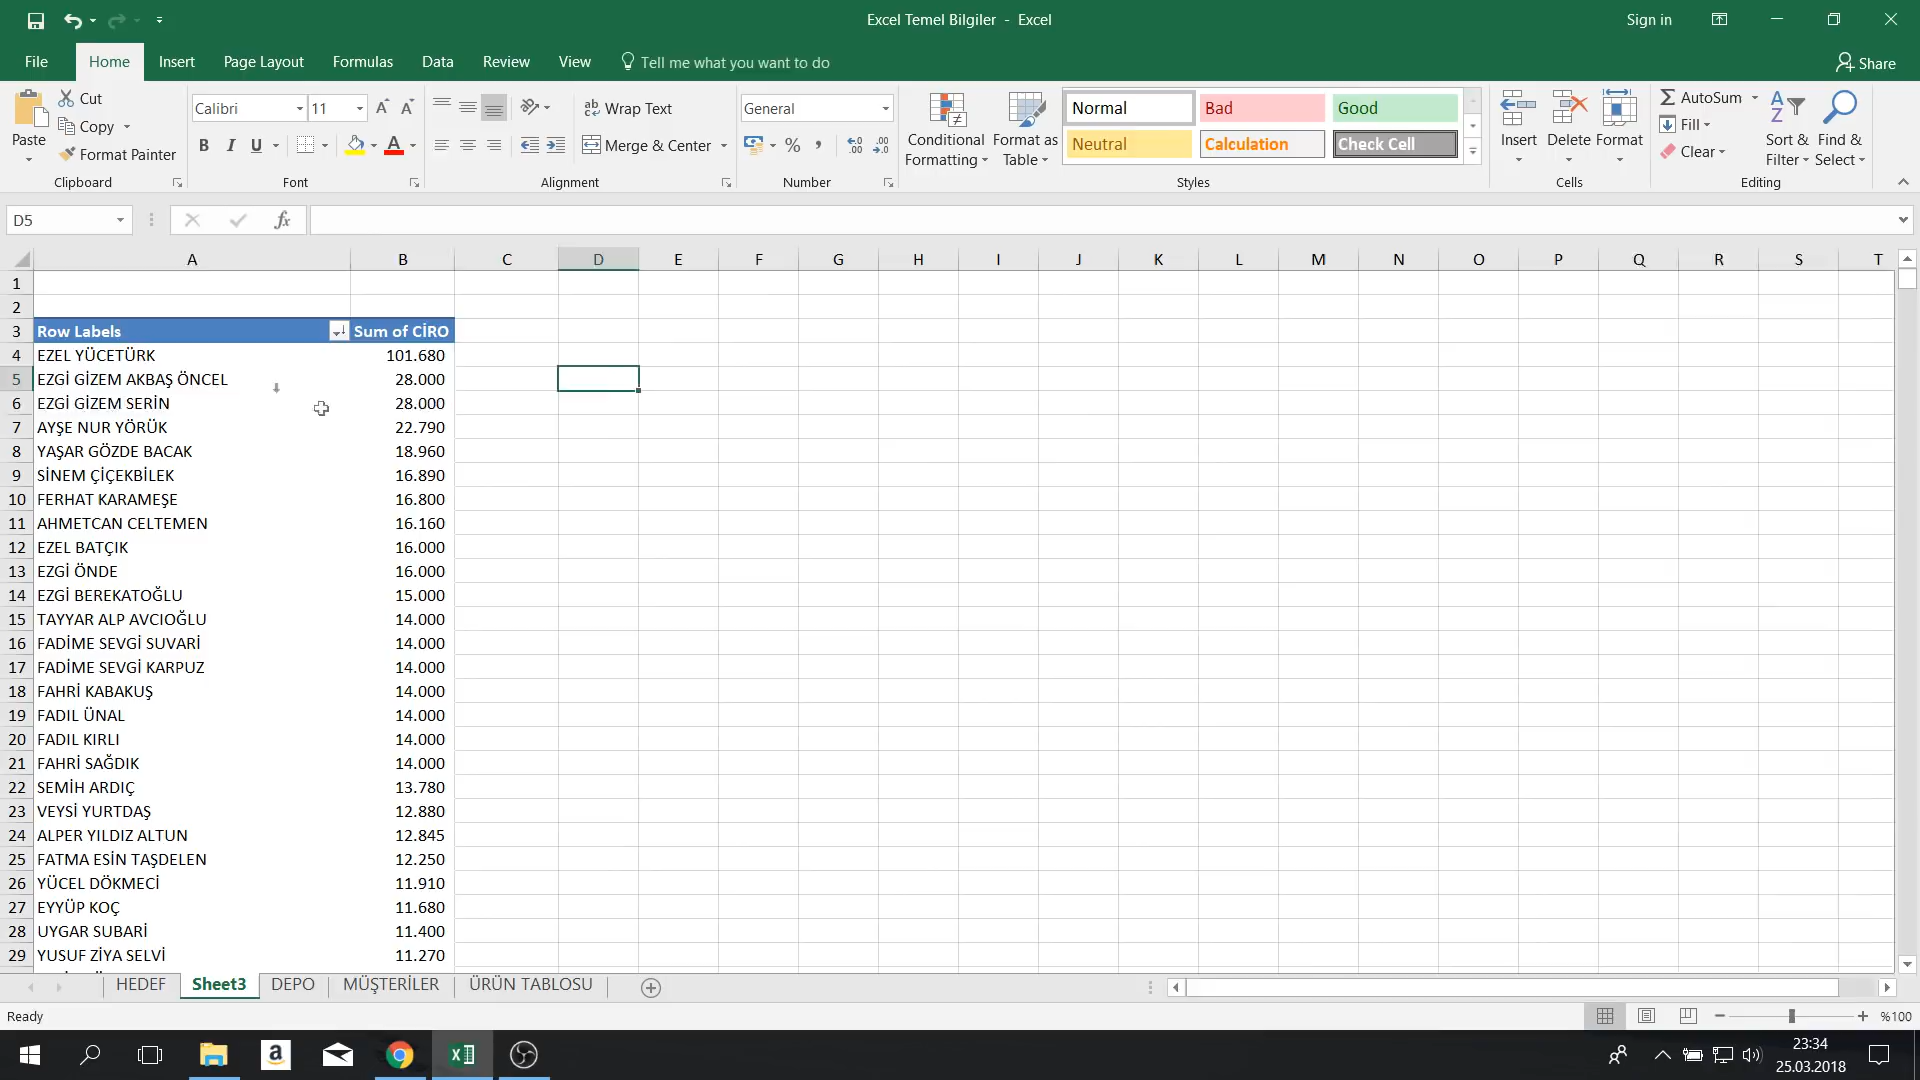 Excel Temel Bilgiler - Excel
Sign in
File Home Insert Page Layout Formulas Data Review View Tell me what you want to do Share
Paste
Cut
Copy
Format Painter
Clipboard
Calibri 11
B I U A
Font
Wrap Text
Merge & Center
Alignment
General
%
Number
Conditional Formatting
Format as Table
Normal Bad Good
Neutral Calculation Check Cell
Styles
Insert Delete Format
Cells
AutoSum
Fill
Clear
Sort & Filter
Find & Select
Editing
D5 fx
A B C D E F G H I J K L M N O P Q R S T
1
2
3 Row Labels Sum of CİRO
4 EZEL YÜCETÜRK 101.680
5 EZGİ GİZEM AKBAŞ ÖNCEL 28.000
6 EZGİ GİZEM SERİN 28.000
7 AYŞE NUR YÖRÜK 22.790
8 YAŞAR GÖZDE BACAK 18.960
9 SİNEM ÇİÇEKBİLEK 16.890
10 FERHAT KARAMEŞE 16.800
11 AHMETCAN CELTEMEN 16.160
12 EZEL BATÇIK 16.000
13 EZGİ ÖNDE 16.000
14 EZGİ BEREKATOĞLU 15.000
15 TAYYAR ALP AVCIOĞLU 14.000
16 FADİME SEVGİ SUVARİ 14.000
17 FADİME SEVGİ KARPUZ 14.000
18 FAHRİ KABAKUŞ 14.000
19 FADIL ÜNAL 14.000
20 FADIL KIRLI 14.000
21 FAHRİ SAĞDIK 14.000
22 SEMİH ARDIÇ 13.780
23 VEYSİ YURTDAŞ 12.880
24 ALPER YILDIZ ALTUN 12.845
25 FATMA ESİN TAŞDELEN 12.250
26 YÜCEL DÖKMECİ 11.910
27 EYYÜP KOÇ 11.680
28 UYGAR SUBARİ 11.400
29 YUSUF ZİYA SELVİ 11.270
HEDEF Sheet3 DEPO MÜŞTERİLER ÜRÜN TABLOSU
Ready %100
23:34
25.03.2018